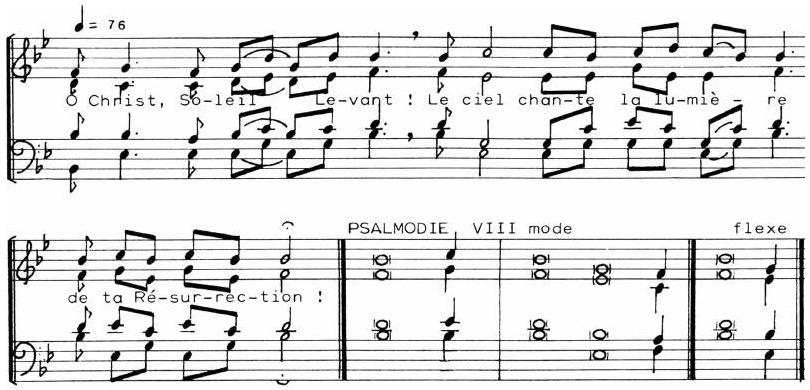 ♩= 76
O Christ, So-leil Le-vant ! Le ciel chan-te la lu-miè - re
PSALMODIE VIII mode flexe
de ta Ré-sur-rec-tion !